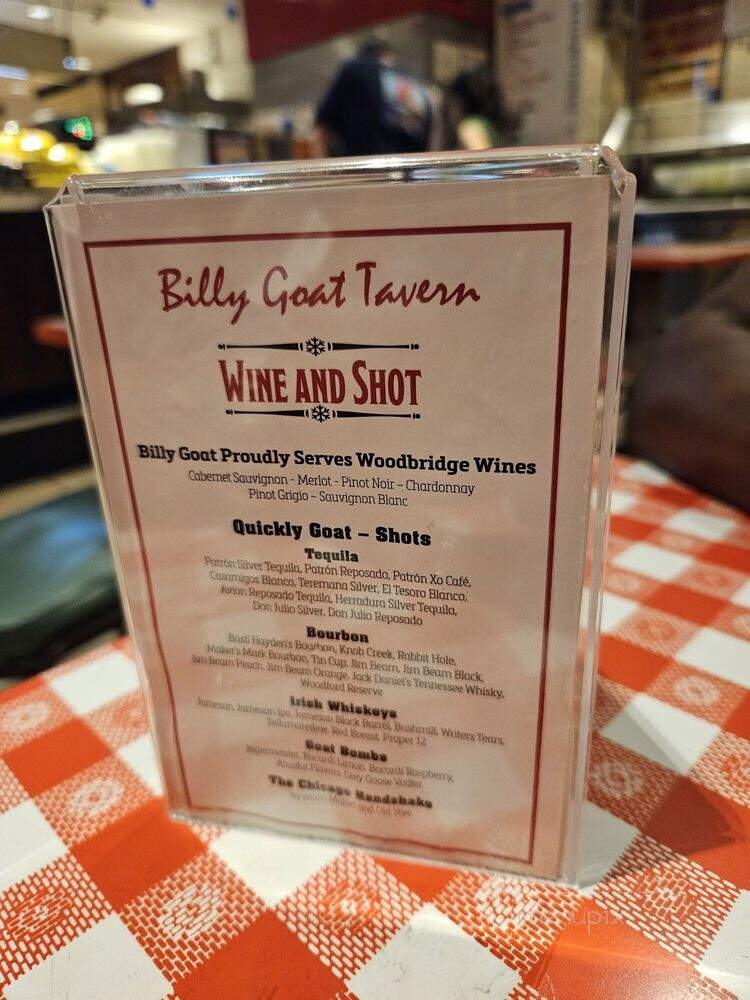 Billy Goat Tavern
WINE AND SHOT
Billy Goat Proudly Serves Woodbridge Wines
Cabernet Sauvignon - Merlot - Pinot Noir – Chardonnay
Pinot Grigio – Sauvignon Blanc
Quickly Goat – Shots
Tequila
Patrón Silver Tequila, Patrón Reposado, Patrón Xo Café,
Casamigos Blanco, Teremana Silver, El Tesoro Blanco,
Avion Reposado Tequila, Herradura Silver Tequila,
Don Julio Silver, Don Julio Reposado
Bourbon
Basil Hayden's Bourbon, Knob Creek, Rabbit Hole,
Maker's Mark Bourbon, Tin Cup, Jim Beam, Jim Beam Black,
Jim Beam Peach, Jim Beam Orange, Jack Daniel's Tennessee Whisky,
Woodford Reserve
Irish Whiskeys
Jameson, Jameson Ipa, Jameson Black Barrel, Bushmill, Writers Tears,
Tullamoredew, Red Breast, Proper 12
Goat Bombs
Jägermeister, Bacardi Limon, Bacardi Raspberry,
Absolut Flavors, Grey Goose Vodka
The Chicago Handshake
Malört and Old Style